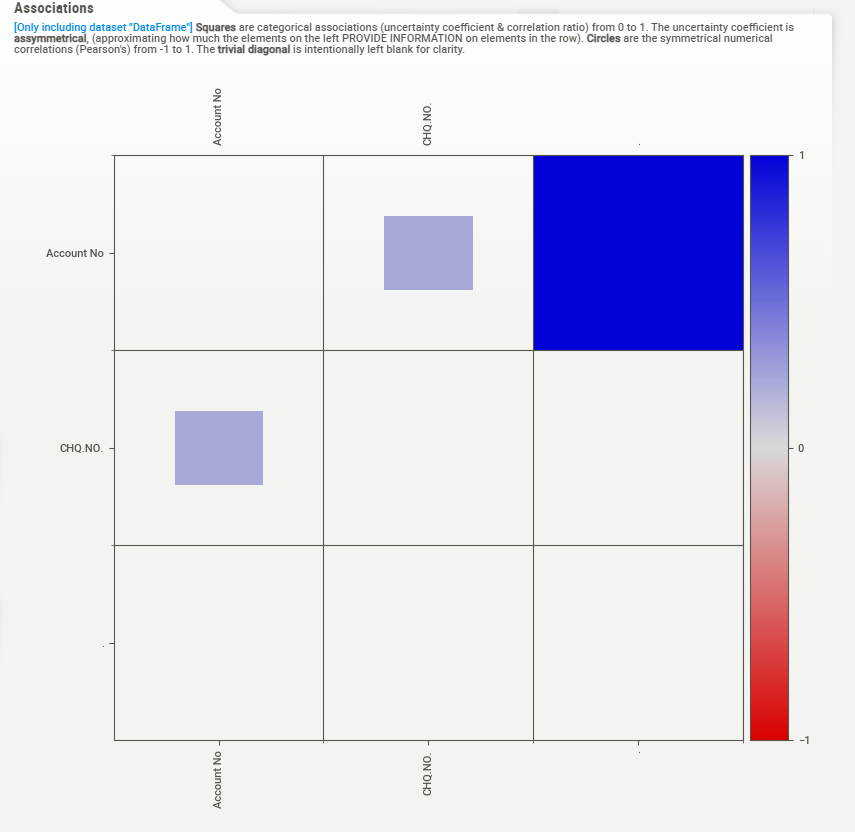 Associations
[Only including dataset "DataFrame"] Squares are categorical associations (uncertainty coefficient & correlation ratio) from 0 to 1. The uncertainty coefficient is
assymmetrical, (approximating how much the elements on the left PROVIDE INFORMATION on elements in the row). Circles are the symmetrical numerical
correlations (Pearson's) from -1 to 1. The trivial diagonal is intentionally left blank for clarity.
Account No
CHQ.NO.
.
1
Account No
CHQ.NO.
0
.
−1
Account No
CHQ.NO.
.